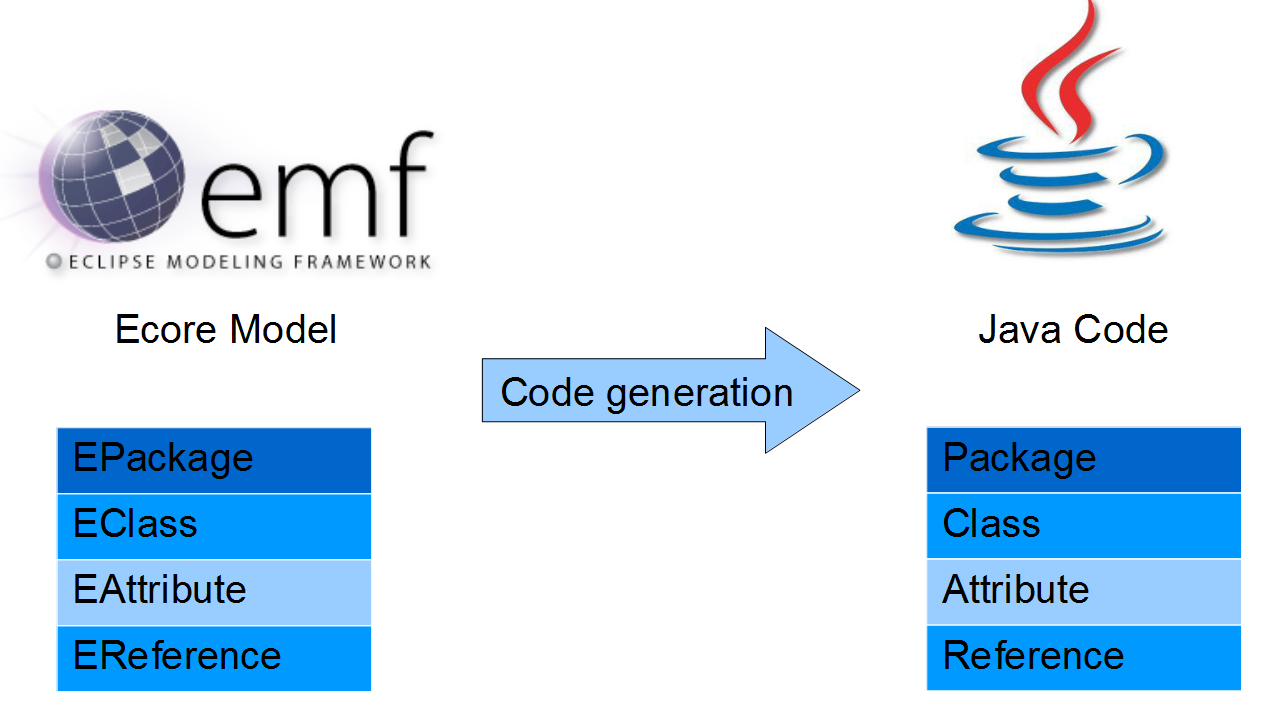 emf
ECLIPSE MODELING FRAMEWORK
Ecore Model
Java Code
Code generation
EPackage
EClass
EAttribute
EReference
Package
Class
Attribute
Reference